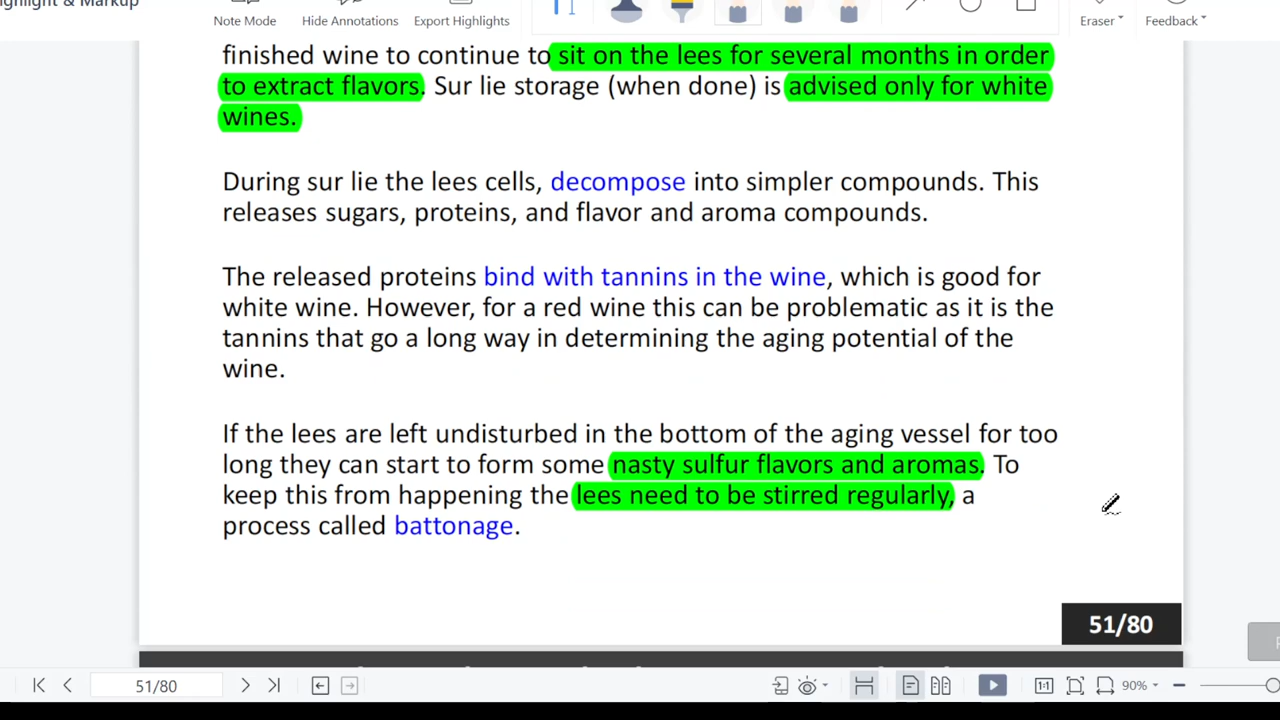 ghlight & Markup
Note Mode
Hide Annotations
Export Highlights
Eraser
Feedback
finished wine to continue to sit on the lees for several months in order
to extract flavors. Sur lie storage (when done) is advised only for white
wines.
During sur lie the lees cells, decompose into simpler compounds. This
releases sugars, proteins, and flavor and aroma compounds.
The released proteins bind with tannins in the wine, which is good for
white wine. However, for a red wine this can be problematic as it is the
tannins that go a long way in determining the aging potential of the
wine.
If the lees are left undisturbed in the bottom of the aging vessel for too
long they can start to form some nasty sulfur flavors and aromas. To
keep this from happening the lees need to be stirred regularly, a
process called battonage.
51/80
51/80
1:1
90%